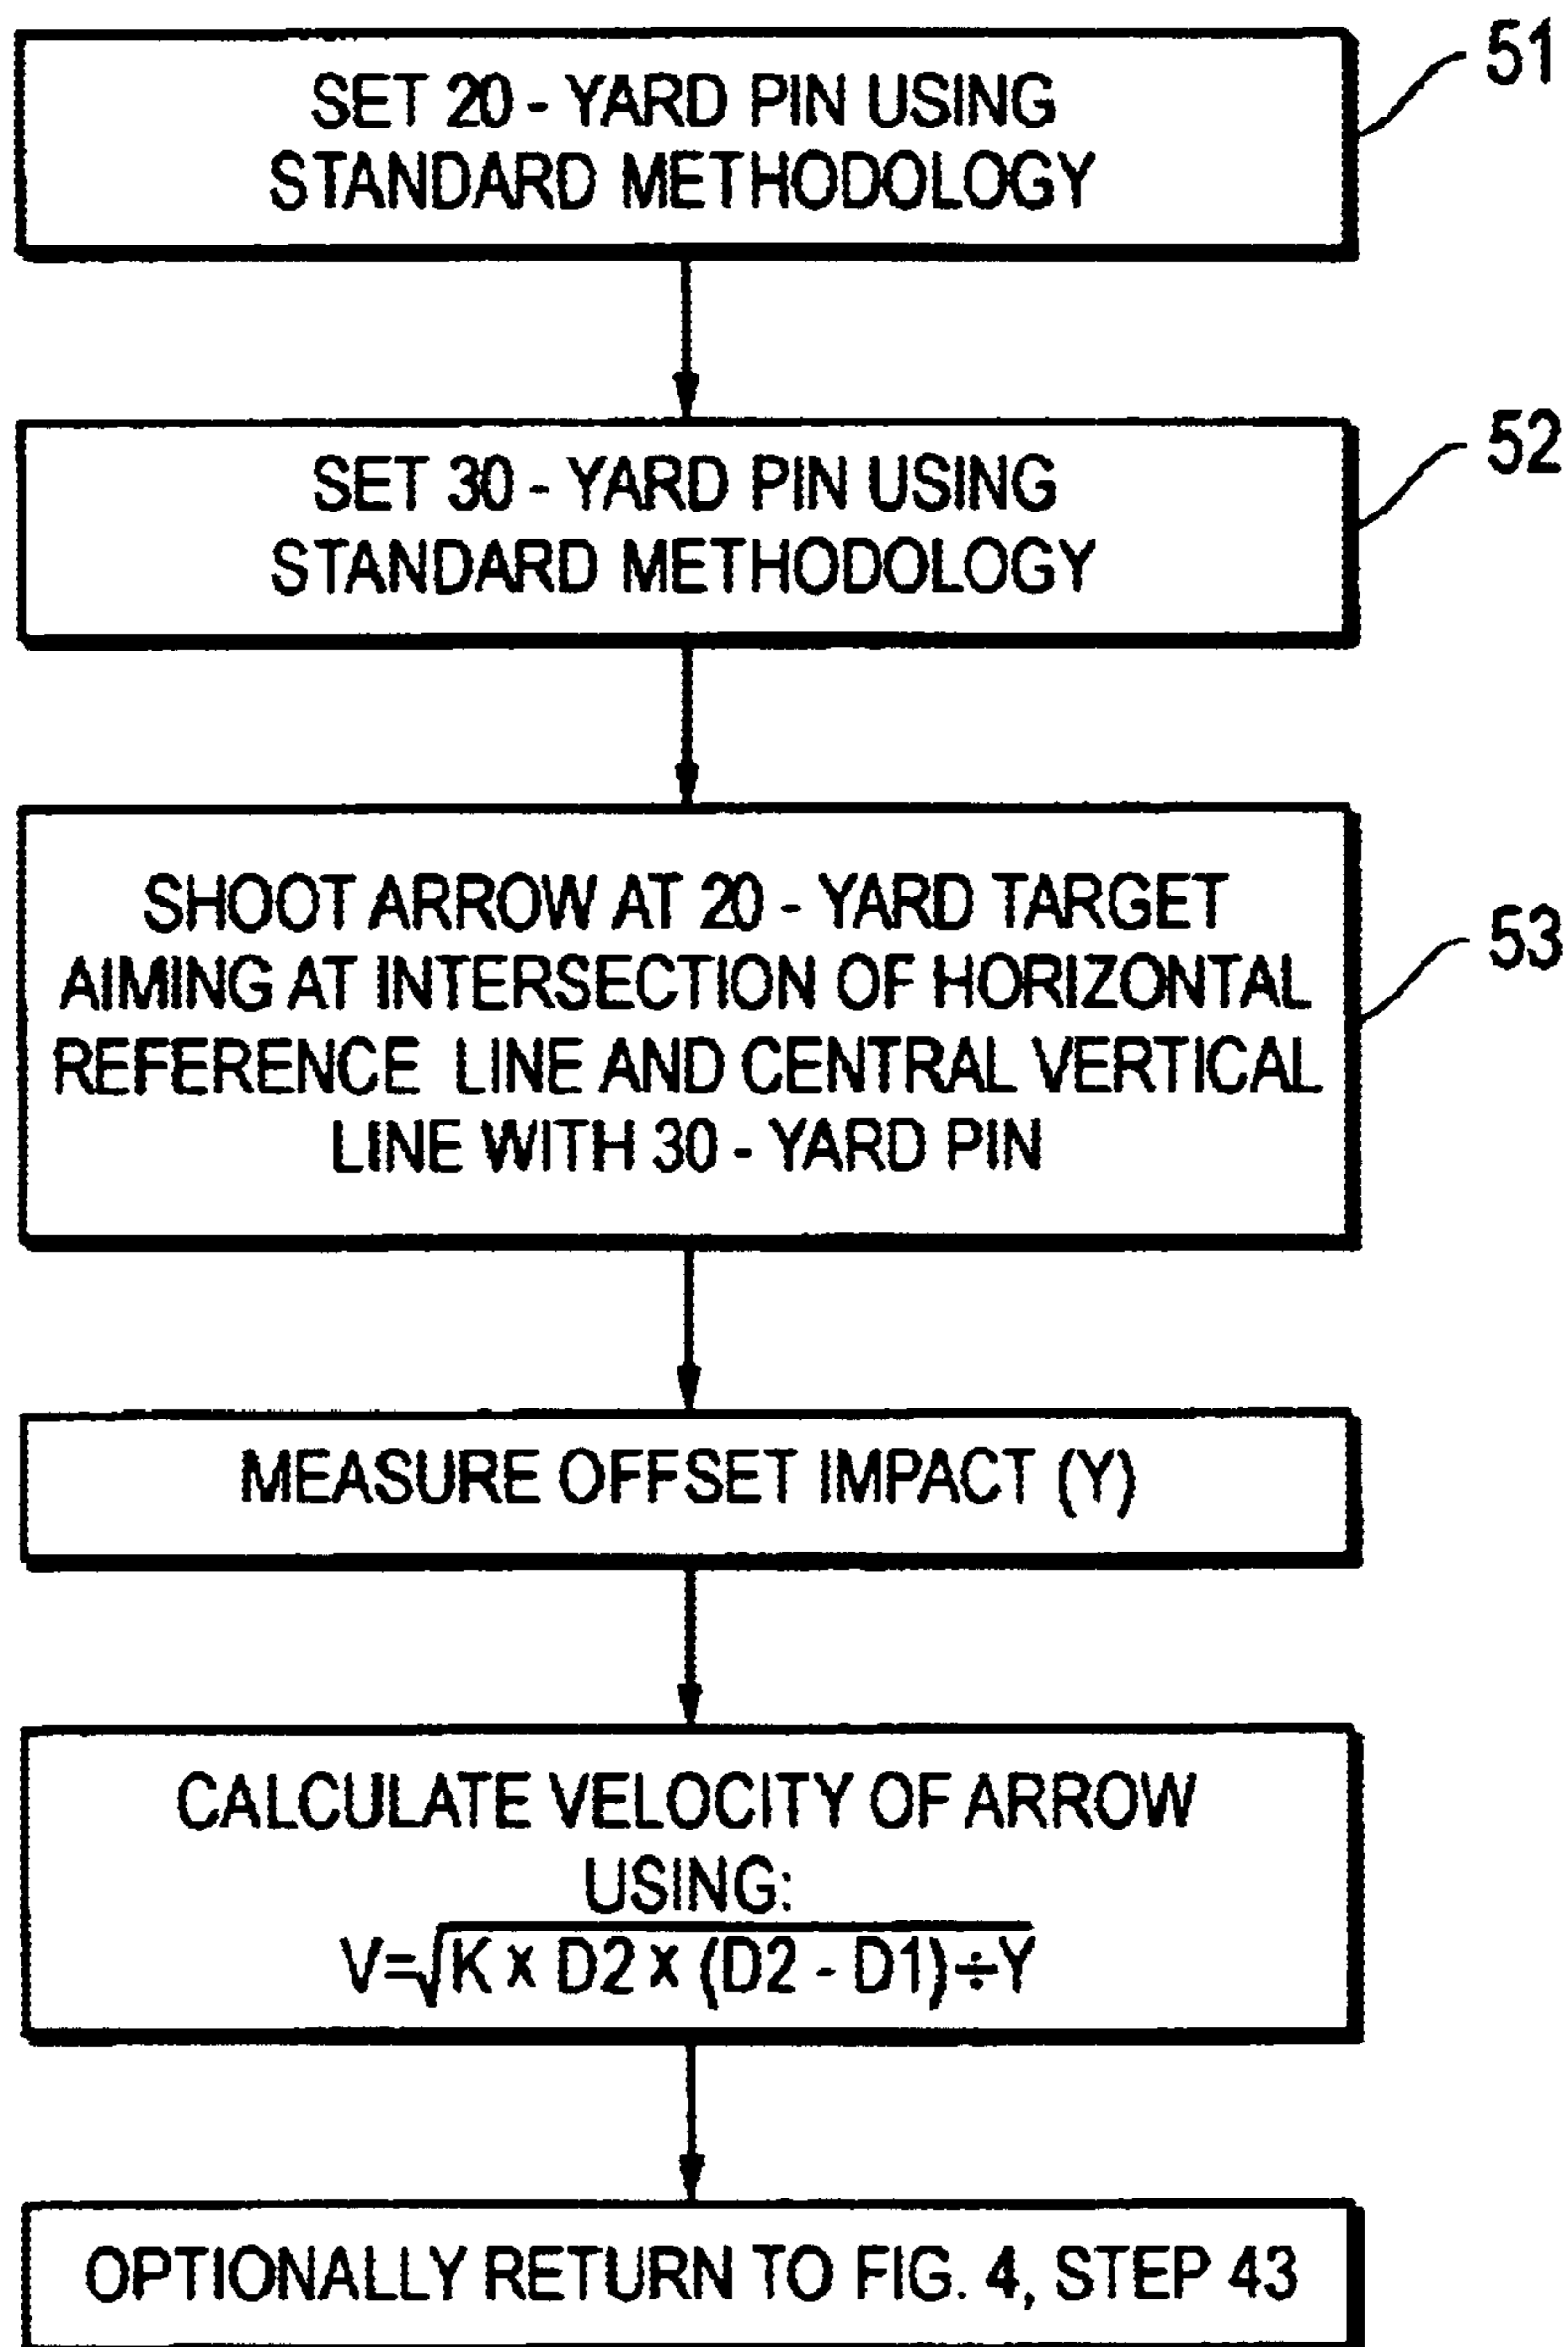 SET 20 - YARD PIN USING
STANDARD METHODOLOGY
51
SET 30 - YARD PIN USING
STANDARD METHODOLOGY
52
SHOOT ARROW AT 20 - YARD TARGET
AIMING AT INTERSECTION OF HORIZONTAL
REFERENCE LINE AND CENTRAL VERTICAL
LINE WITH 30 - YARD PIN
53
MEASURE OFFSET IMPACT (Y)
CALCULATE VELOCITY OF ARROW
USING:
V=√K x D2 x (D2 - D1)÷Y
OPTIONALLY RETURN TO FIG. 4, STEP 43